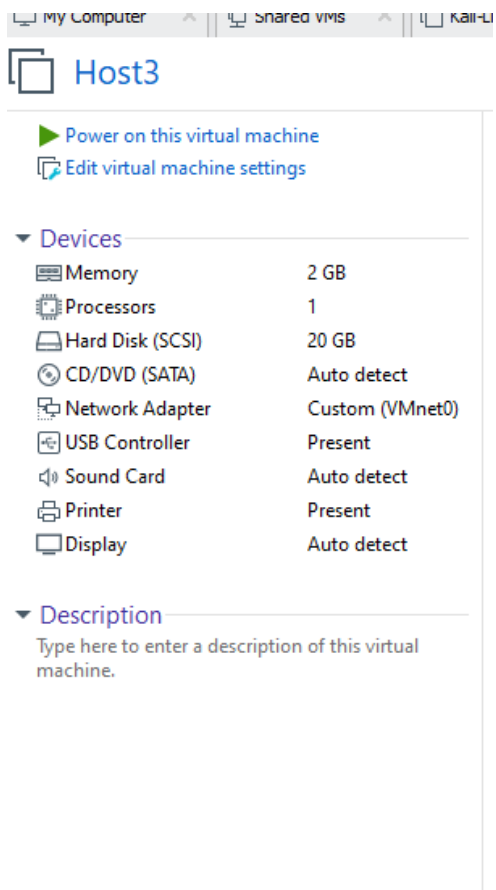 My Computer Shared VMs Kali-Li
Host3
Power on this virtual machine
Edit virtual machine settings
Devices
Memory 2 GB
Processors 1
Hard Disk (SCSI) 20 GB
CD/DVD (SATA) Auto detect
Network Adapter Custom (VMnet0)
USB Controller Present
Sound Card Auto detect
Printer Present
Display Auto detect
Description
Type here to enter a description of this virtual
machine.